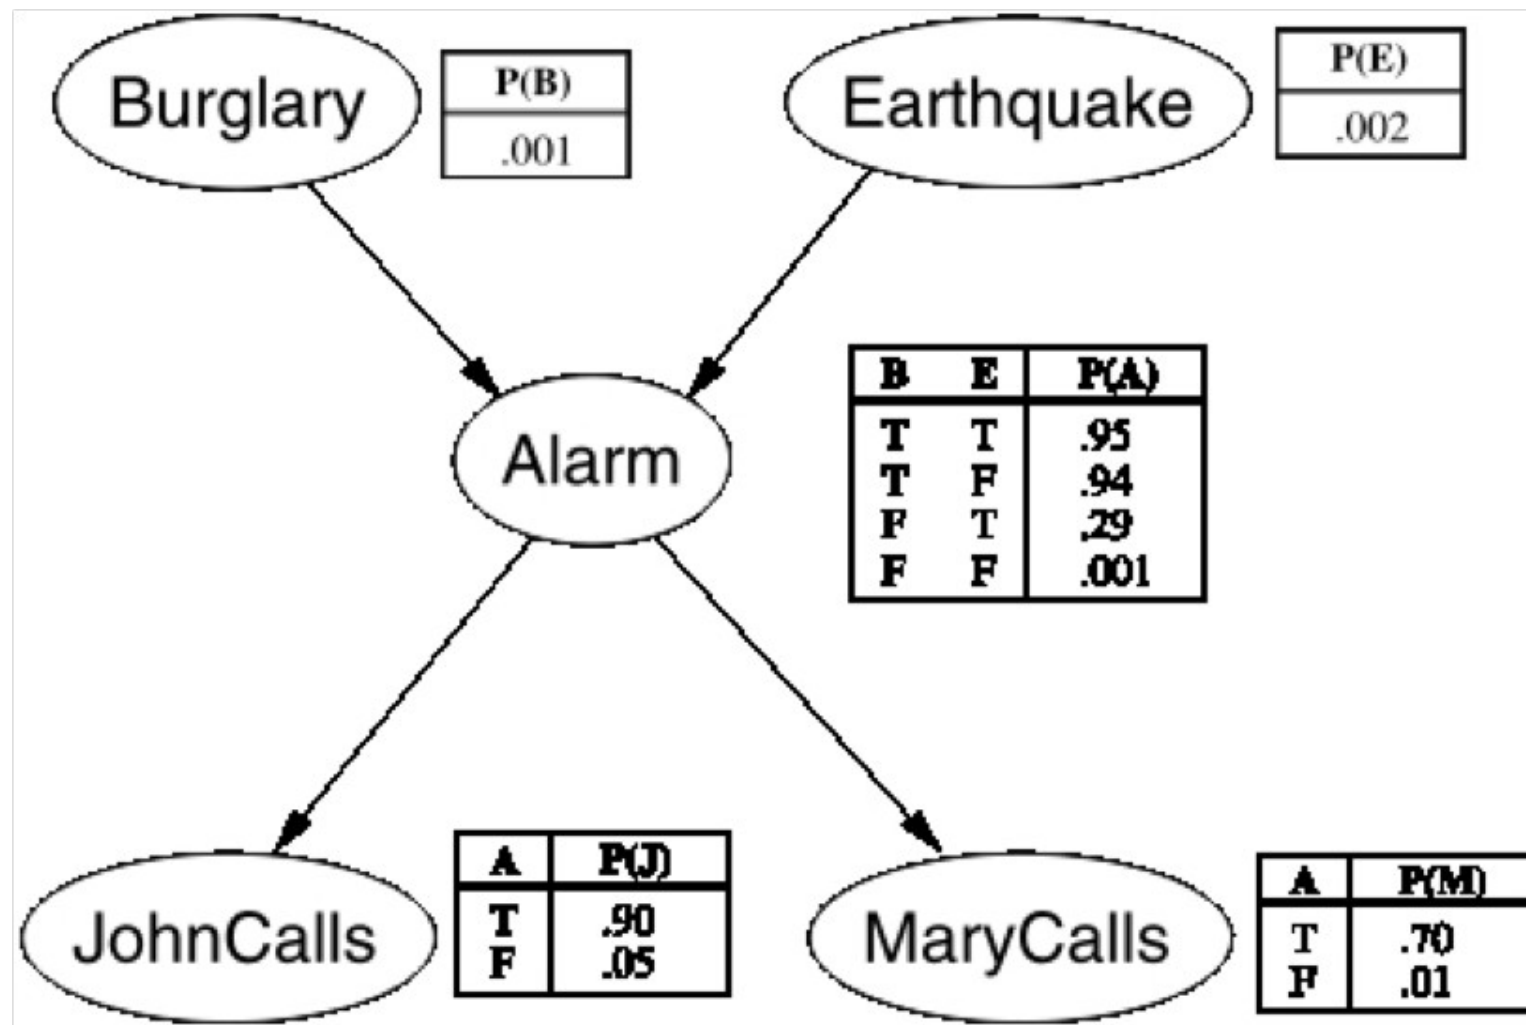 Burglary
P(B)
.001
Earthquake
P(E)
.002
Alarm
B E P(A)
T T .95
T F .94
F T .29
F F .001
JohnCalls
A P(J)
T .90
F .05
MaryCalls
A P(M)
T .70
F .01